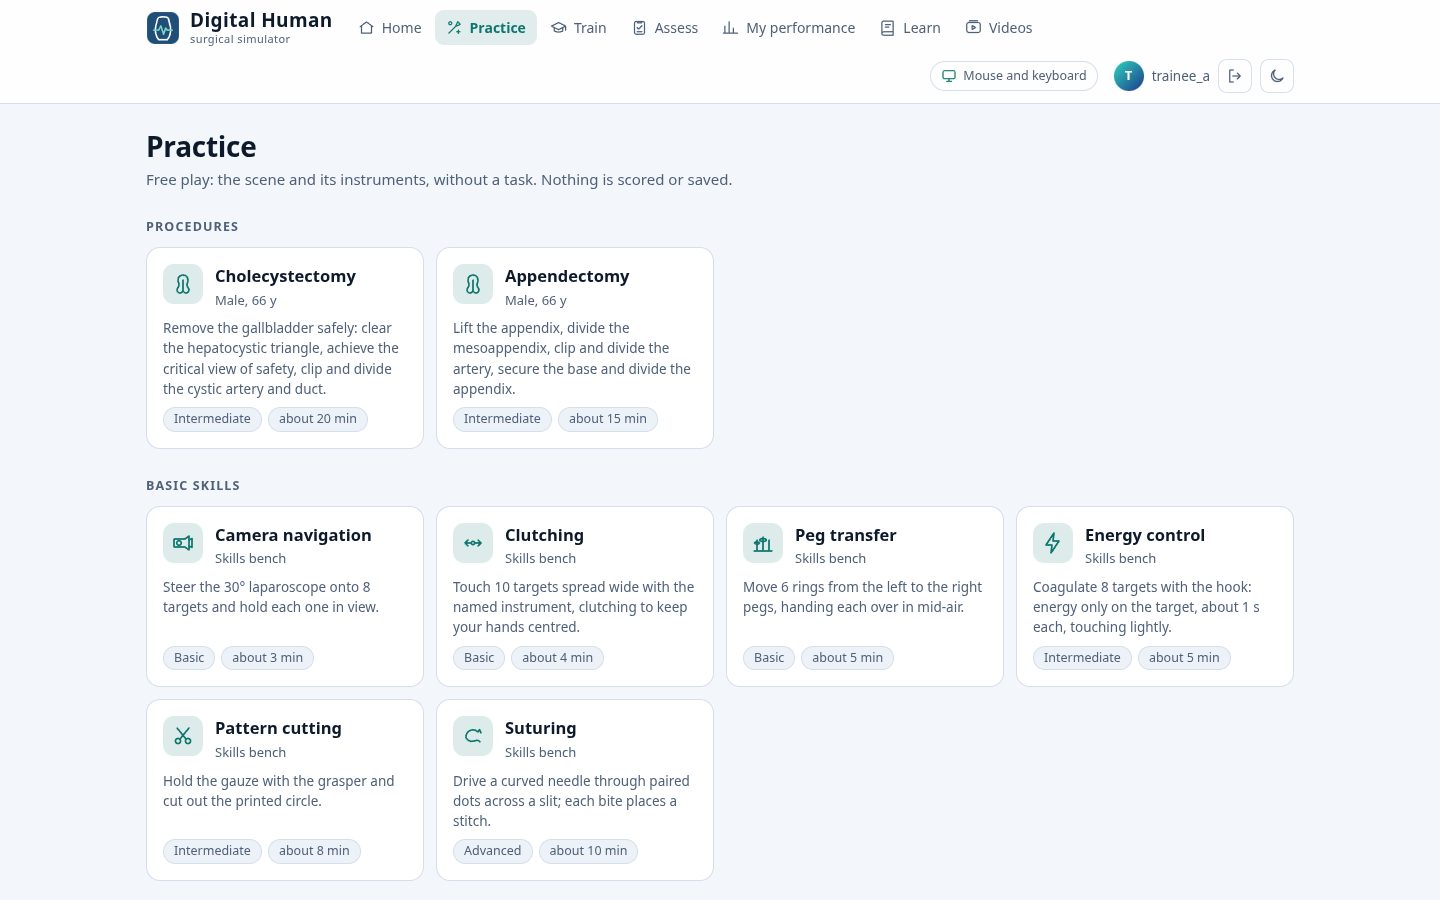 Digital Human
surgical simulator
Home
Practice
Train
Assess
My performance
Learn
Videos
Mouse and keyboard
T
trainee_a
Practice
Free play: the scene and its instruments, without a task. Nothing is scored or saved.
PROCEDURES
Cholecystectomy
Male, 66 y
Remove the gallbladder safely: clear
the hepatocystic triangle, achieve the
critical view of safety, clip and divide
the cystic artery and duct.
Intermediate
about 20 min
Appendectomy
Male, 66 y
Lift the appendix, divide the
mesoappendix, clip and divide the
artery, secure the base and divide the
appendix.
Intermediate
about 15 min
BASIC SKILLS
Camera navigation
Skills bench
Steer the 30° laparoscope onto 8
targets and hold each one in view.
Basic
about 3 min
Clutching
Skills bench
Touch 10 targets spread wide with the
named instrument, clutching to keep
your hands centred.
Basic
about 4 min
Peg transfer
Skills bench
Move 6 rings from the left to the right
pegs, handing each over in mid-air.
Basic
about 5 min
Energy control
Skills bench
Coagulate 8 targets with the hook:
energy only on the target, about 1 s
each, touching lightly.
Intermediate
about 5 min
Pattern cutting
Skills bench
Hold the gauze with the grasper and
cut out the printed circle.
Intermediate
about 8 min
Suturing
Skills bench
Drive a curved needle through paired
dots across a slit; each bite places a
stitch.
Advanced
about 10 min